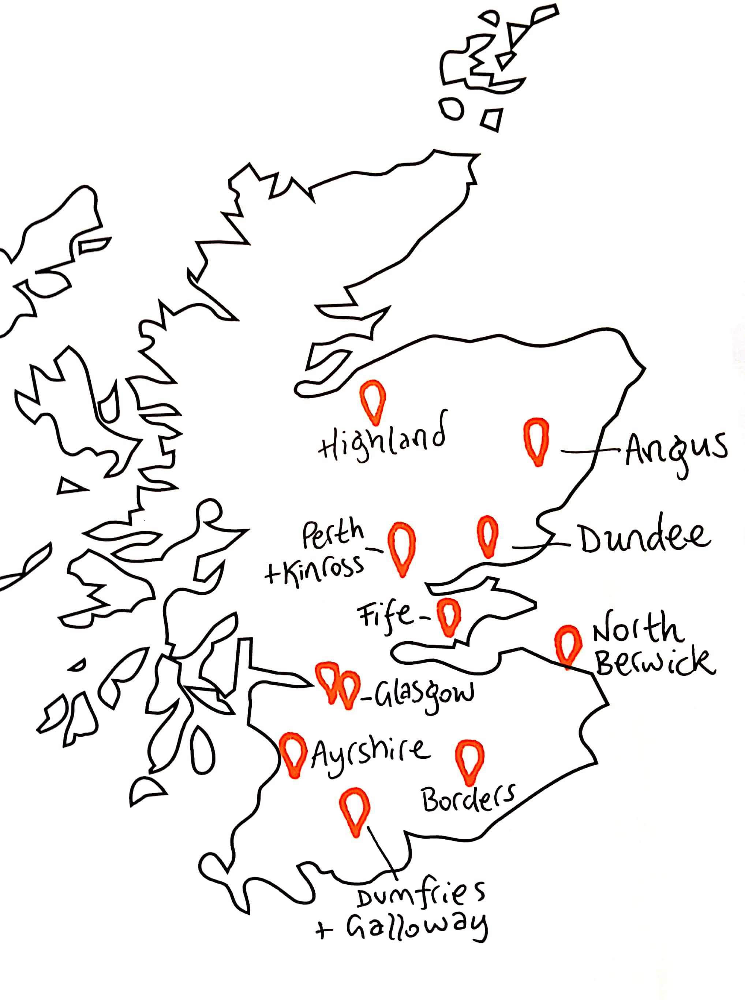 Highland
Angus
Perth
+Kinross
Dundee
Fife
North
Berwick
Glasgow
Ayrshire
Borders
Dumfries
+ Galloway